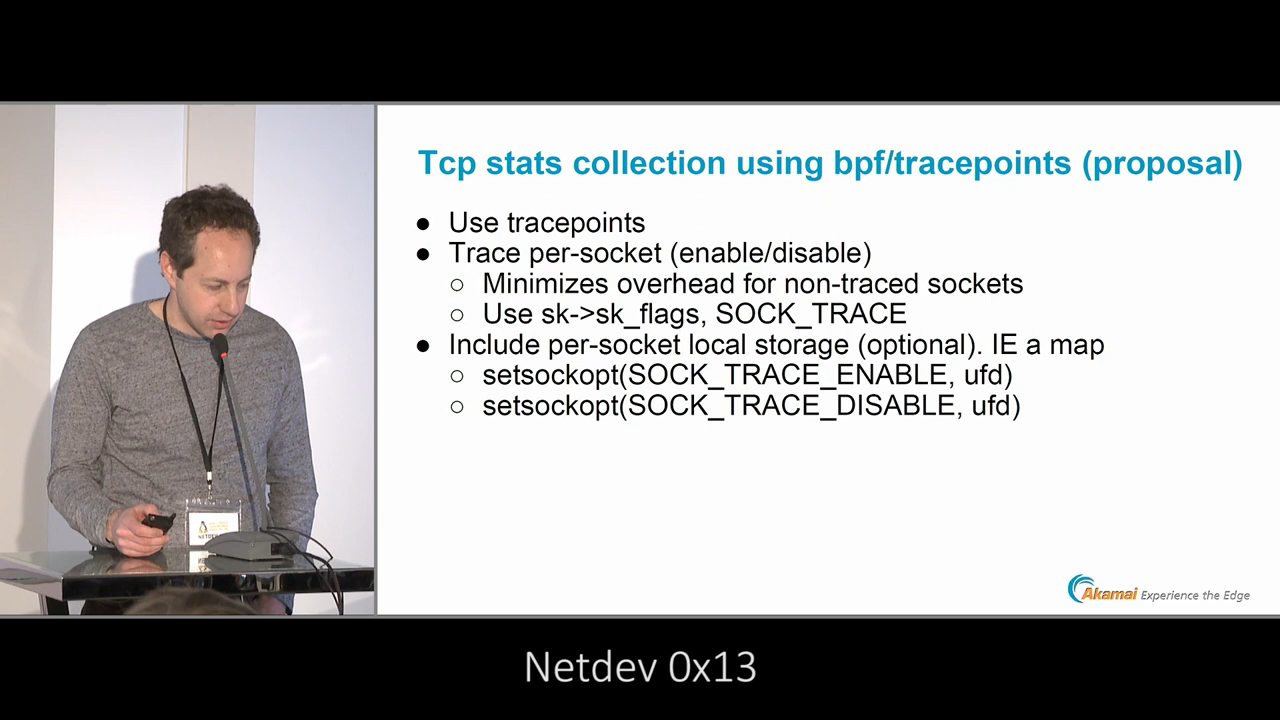 Tcp stats collection using bpf/tracepoints (proposal)
● Use tracepoints
● Trace per-socket (enable/disable)
○ Minimizes overhead for non-traced sockets
○ Use sk->sk_flags, SOCK_TRACE
● Include per-socket local storage (optional). IE a map
○ setsockopt(SOCK_TRACE_ENABLE, ufd)
○ setsockopt(SOCK_TRACE_DISABLE, ufd)
Akamai Experience the Edge
Netdev 0x13